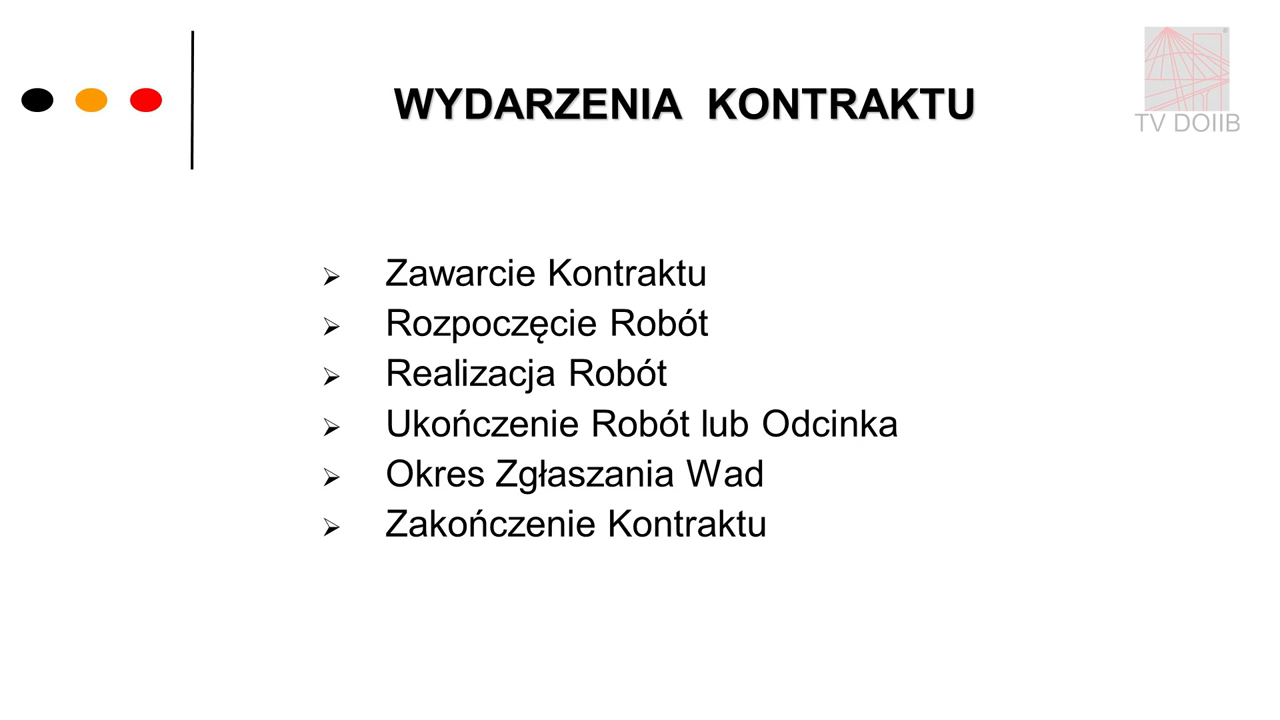 WYDARZENIA KONTRAKTU
TV DOIIB
Zawarcie Kontraktu
Rozpoczęcie Robót
Realizacja Robót
Ukończenie Robót lub Odcinka
Okres Zgłaszania Wad
Zakończenie Kontraktu